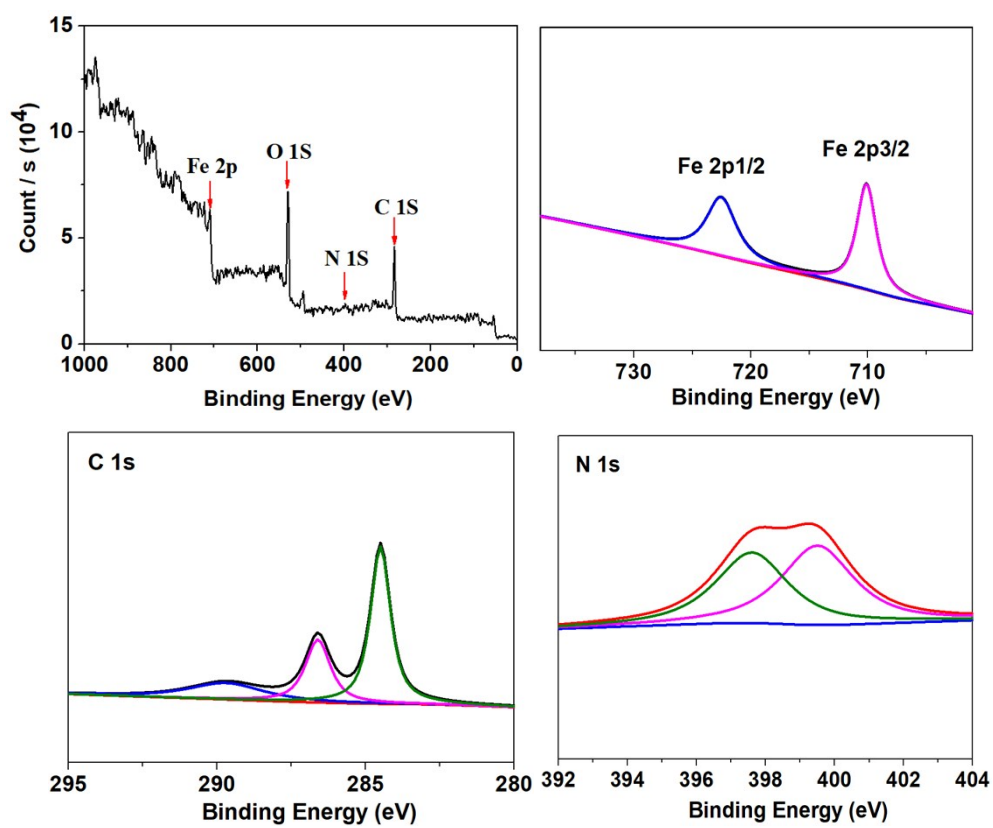 Count / s (10⁴)
15
10
5
0
Fe 2p
O 1S
N 1S
C 1S
1000 800 600 400 200 0
Binding Energy (eV)
Fe 2p1/2 Fe 2p3/2
730 720 710
Binding Energy (eV)
C 1s
295 290 285 280
Binding Energy (eV)
N 1s
392 394 396 398 400 402 404
Binding Energy (eV)